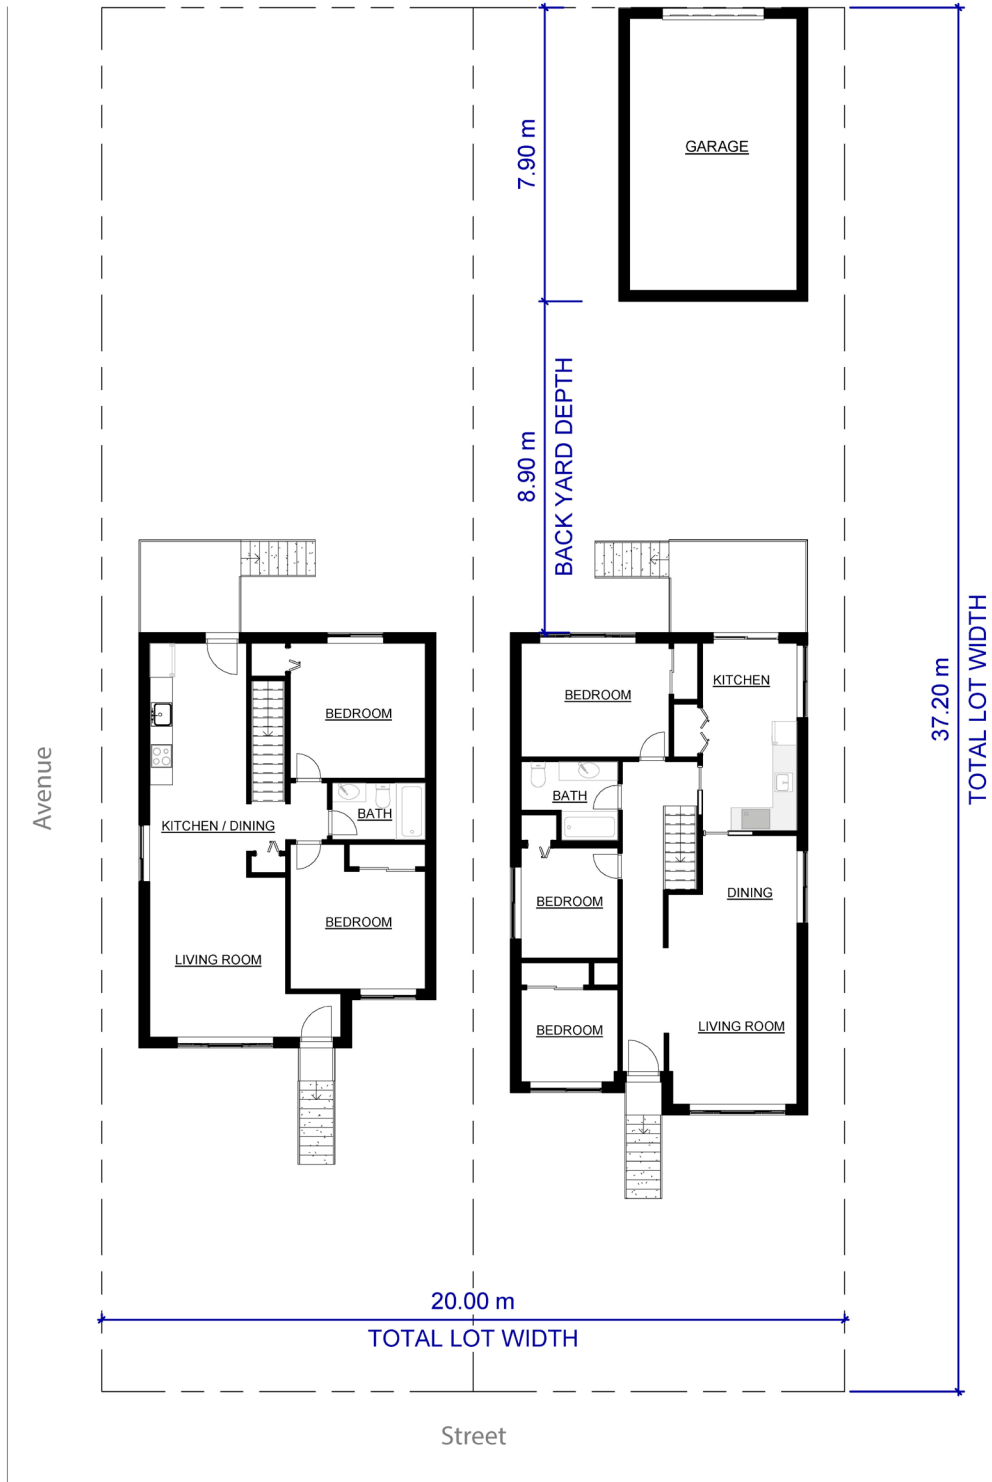 GARAGE
7.90 m
8.90 m
BACK YARD DEPTH
KITCHEN
BEDROOM
BEDROOM
BATH
BATH
KITCHEN / DINING
DINING
BEDROOM
BEDROOM
LIVING ROOM
BEDROOM
LIVING ROOM
Avenue
37.20 m
TOTAL LOT WIDTH
20.00 m
TOTAL LOT WIDTH
Street